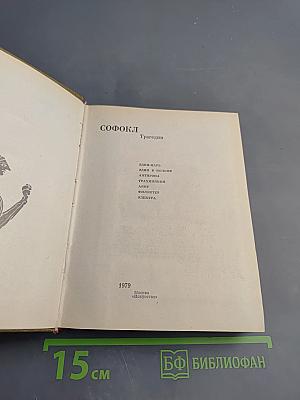 СОФОКЛ
Трагедии
ЭДИП-ЦАРЬ
ЭДИП В КОЛОНЕ
АНТИГОНА
ТРАХИНЯНКИ
АЯКС
ФИЛОКТЕТ
ЭЛЕКТРА
1979
Москва
«Искусство»
15 см
БФ БИБЛИОФАН